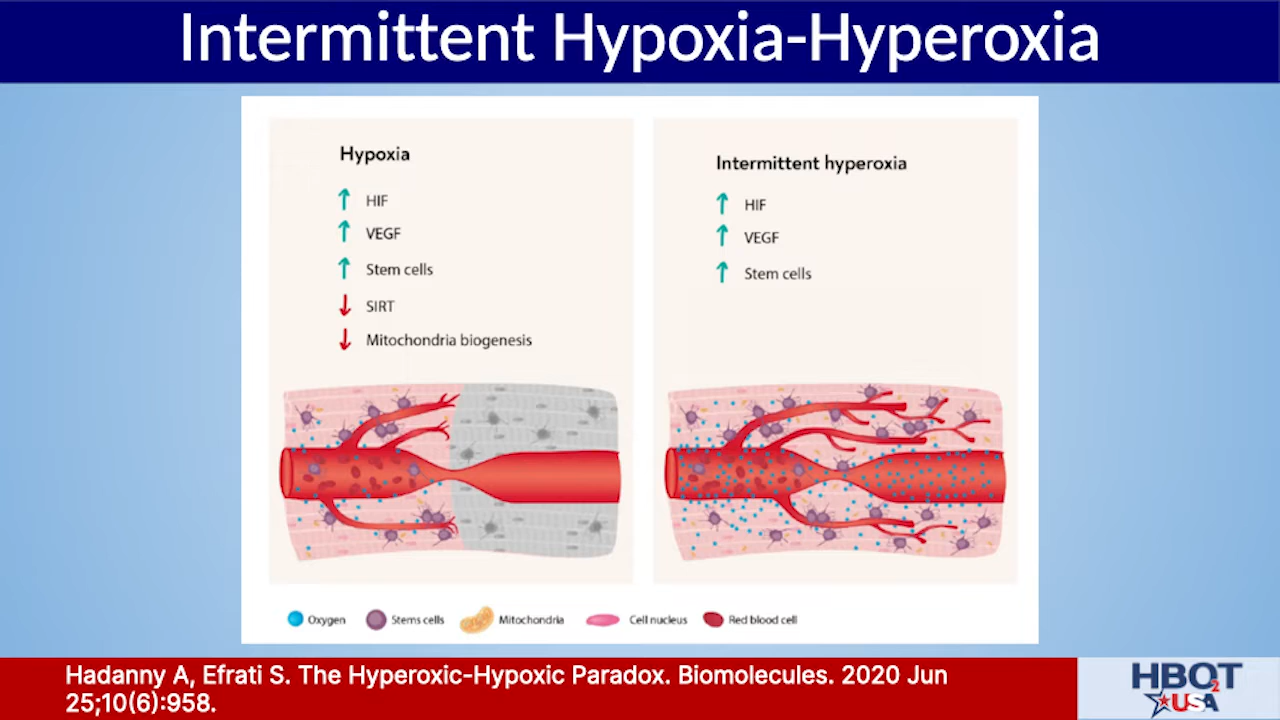 Intermittent Hypoxia-Hyperoxia
Hypoxia
↑ HIF
↑ VEGF
↑ Stem cells
↓ SIRT
↓ Mitochondria biogenesis
Intermittent hyperoxia
↑ HIF
↑ VEGF
↑ Stem cells
Oxygen
Stems cells
Mitochondria
Cell nucleus
Red blood cell
Hadanny A, Efrati S. The Hyperoxic-Hypoxic Paradox. Biomolecules. 2020 Jun
25;10(6):958.
HBOT
2
USA